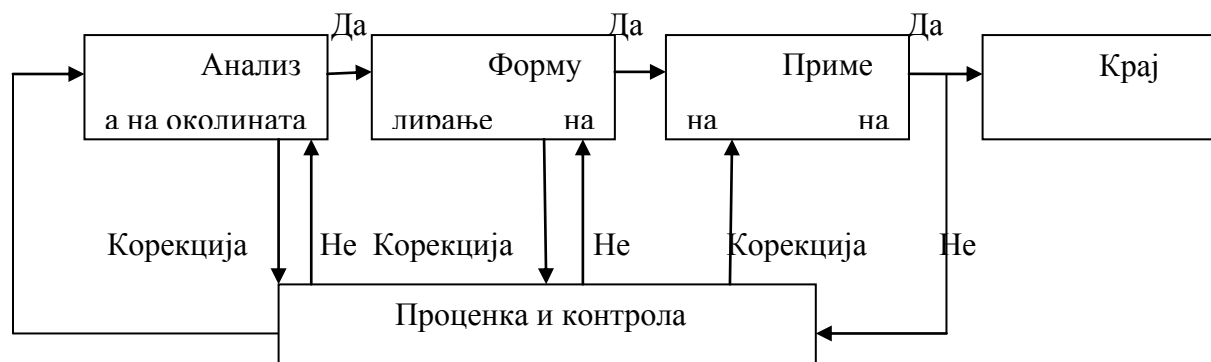 Да Да Да
Анализ Форму Приме Крај
а на околината лирање на на на
Корекција Не Корекција Не Корекција Не
Проценка и контрола